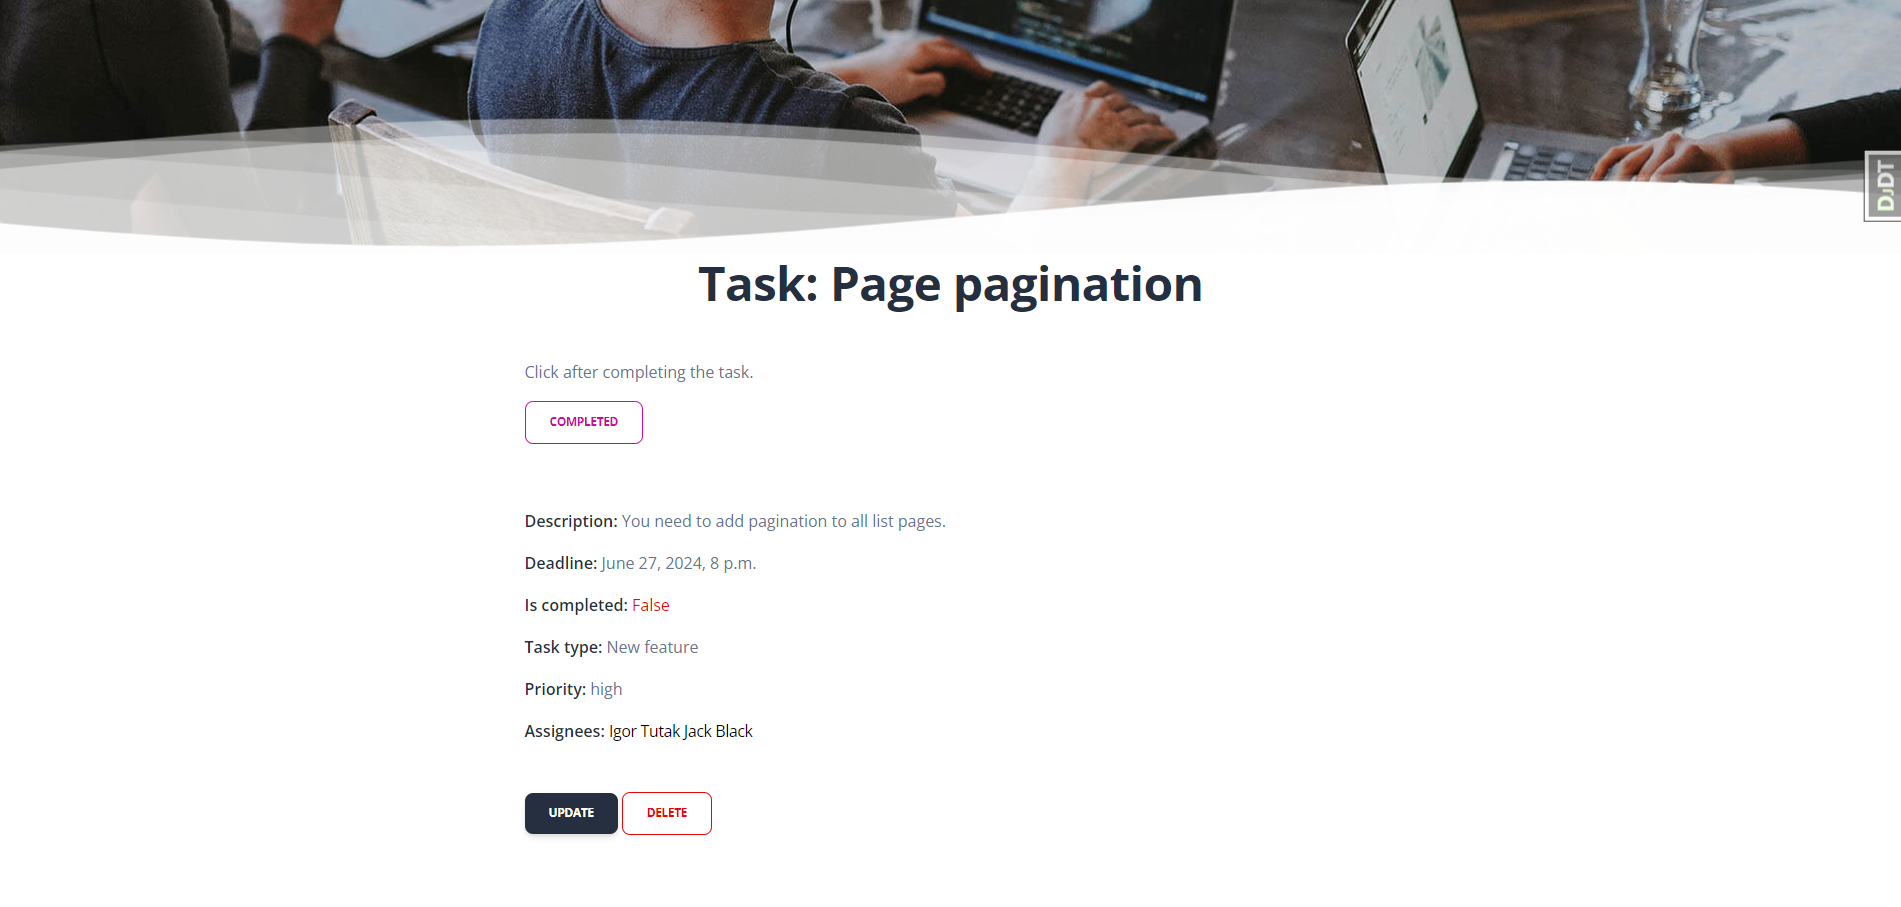 DJDT
Task: Page pagination
Click after completing the task.
COMPLETED
Description: You need to add pagination to all list pages.
Deadline: June 27, 2024, 8 p.m.
Is completed: False
Task type: New feature
Priority: high
Assignees: Igor Tutak Jack Black
UPDATE DELETE